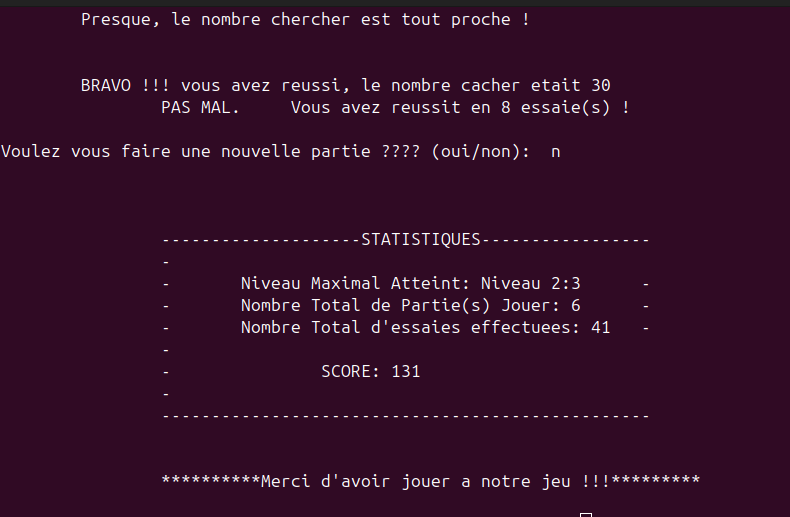 Presque, le nombre chercher est tout proche !
BRAVO !!! vous avez reussi, le nombre cacher etait 30
PAS MAL. Vous avez reussit en 8 essaie(s) !
Voulez vous faire une nouvelle partie ???? (oui/non): n
--------------------STATISTIQUES-----------------
-
- Niveau Maximal Atteint: Niveau 2:3 -
- Nombre Total de Partie(s) Jouer: 6 -
- Nombre Total d'essaies effectuees: 41 -
-
- SCORE: 131
-
-------------------------------------------------
**********Merci d'avoir jouer a notre jeu !!!*********